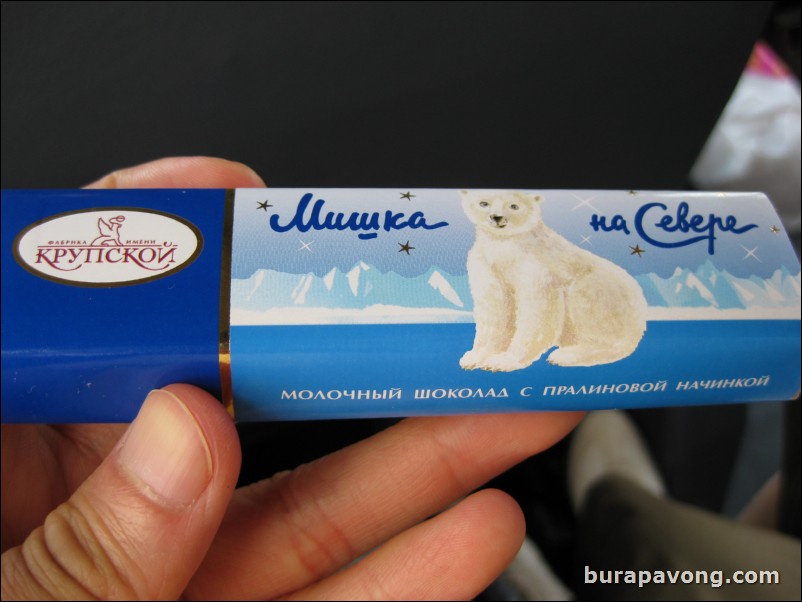 ФАБРИКА ИМЕНИ
КРУПСКОЙ
Мишка на Севере
МОЛОЧНЫЙ ШОКОЛАД С ПРАЛИНОВОЙ НАЧИНКОЙ
burapavong.com